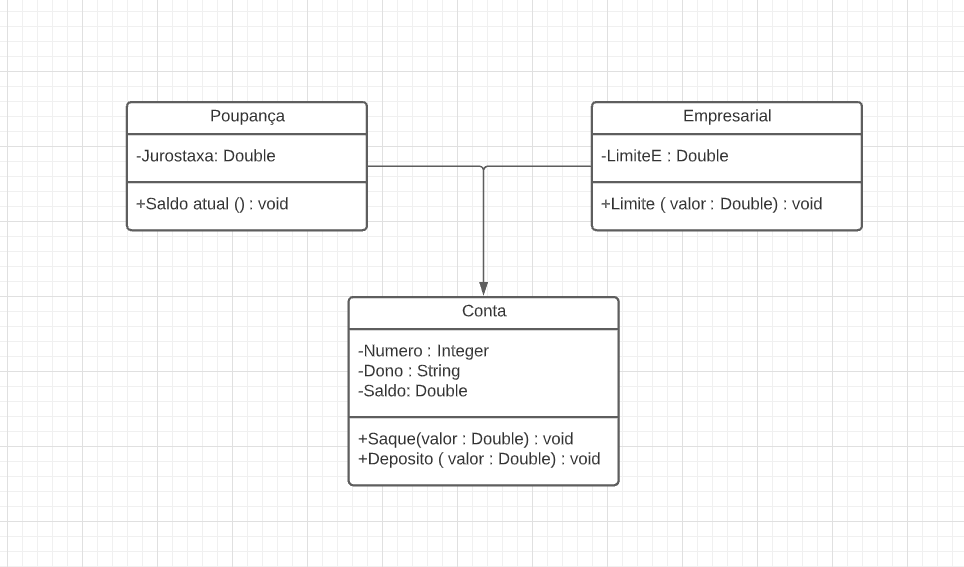 Poupança
-Jurostaxa: Double
+Saldo atual () : void
Empresarial
-LimiteE : Double
+Limite ( valor : Double) : void
Conta
-Numero : Integer
-Dono : String
-Saldo: Double
+Saque(valor : Double) : void
+Deposito ( valor : Double) : void